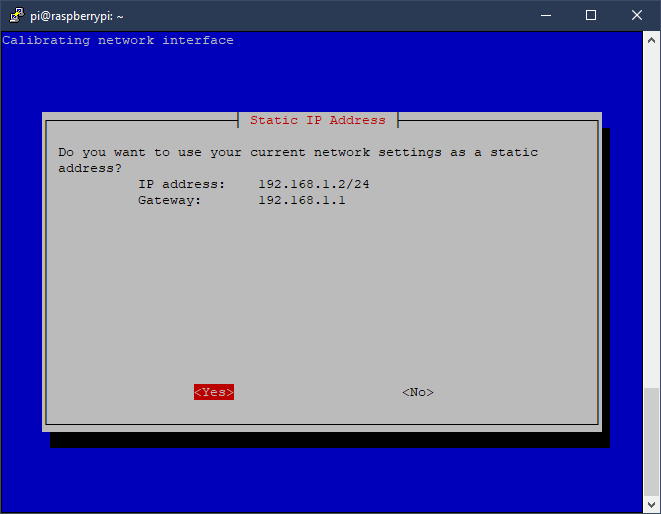 pi@raspberrypi: ~
Calibrating network interface
Static IP Address
Do you want to use your current network settings as a static
address?
IP address: 192.168.1.2/24
Gateway: 192.168.1.1
<Yes> <No>